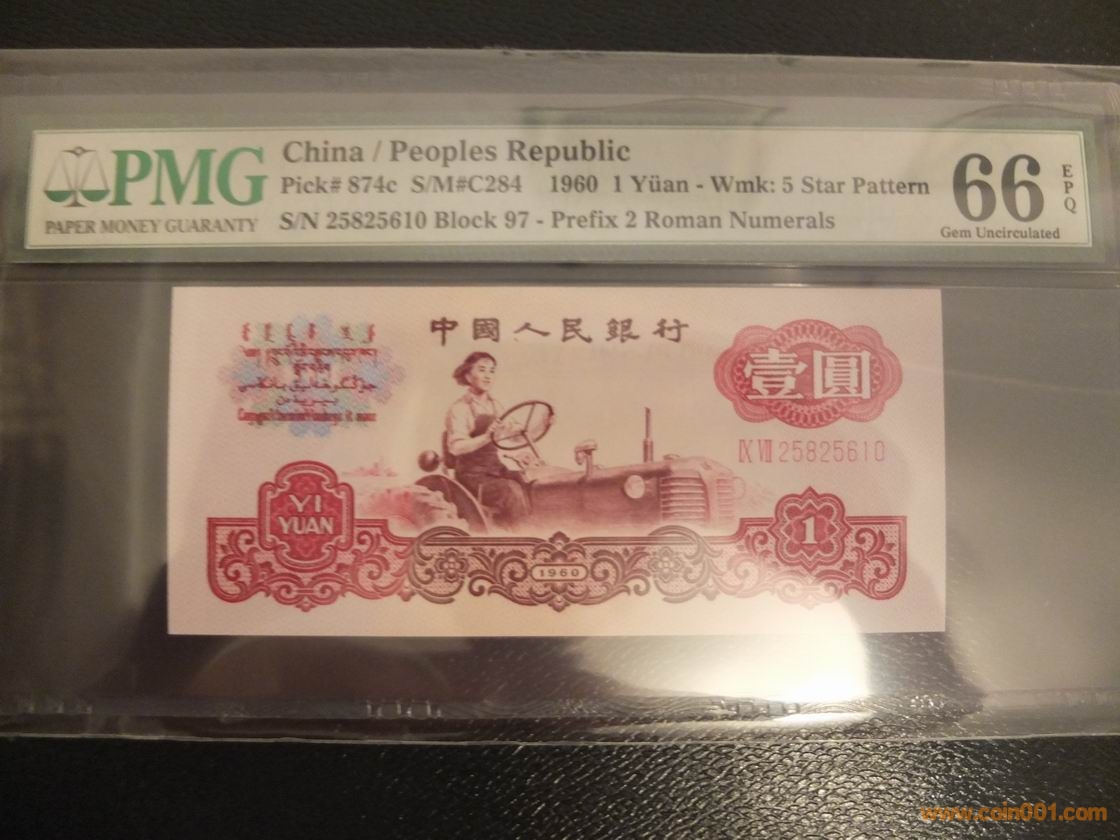 PMG
PAPER MONEY GUARANTY
China / Peoples Republic
Pick# 874c S/M#C284 1960 1 Yüan - Wmk: 5 Star Pattern
S/N 25825610 Block 97 - Prefix 2 Roman Numerals
66 EPQ
Gem Uncirculated
中國人民銀行
壹圓
IX VII 25825610
YI
YUAN
1
1960
www.coin001.com